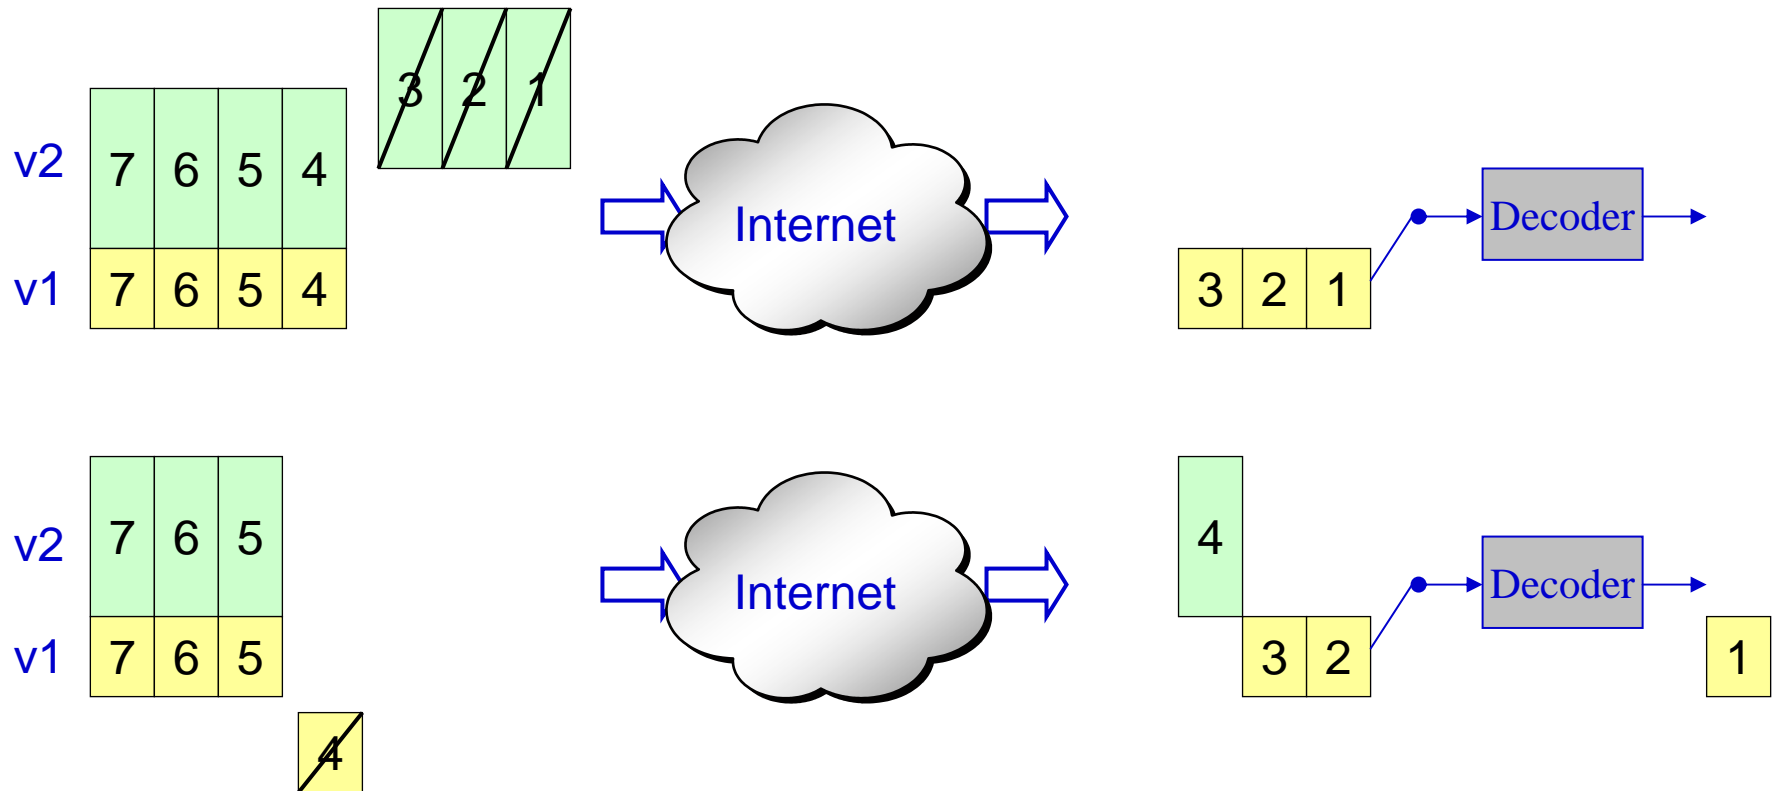 3 2 1
v2 7 6 5 4
Internet
Decoder
v1 7 6 5 4
3 2 1
v2 7 6 5
4
Internet
Decoder
v1 7 6 5
3 2
1
4